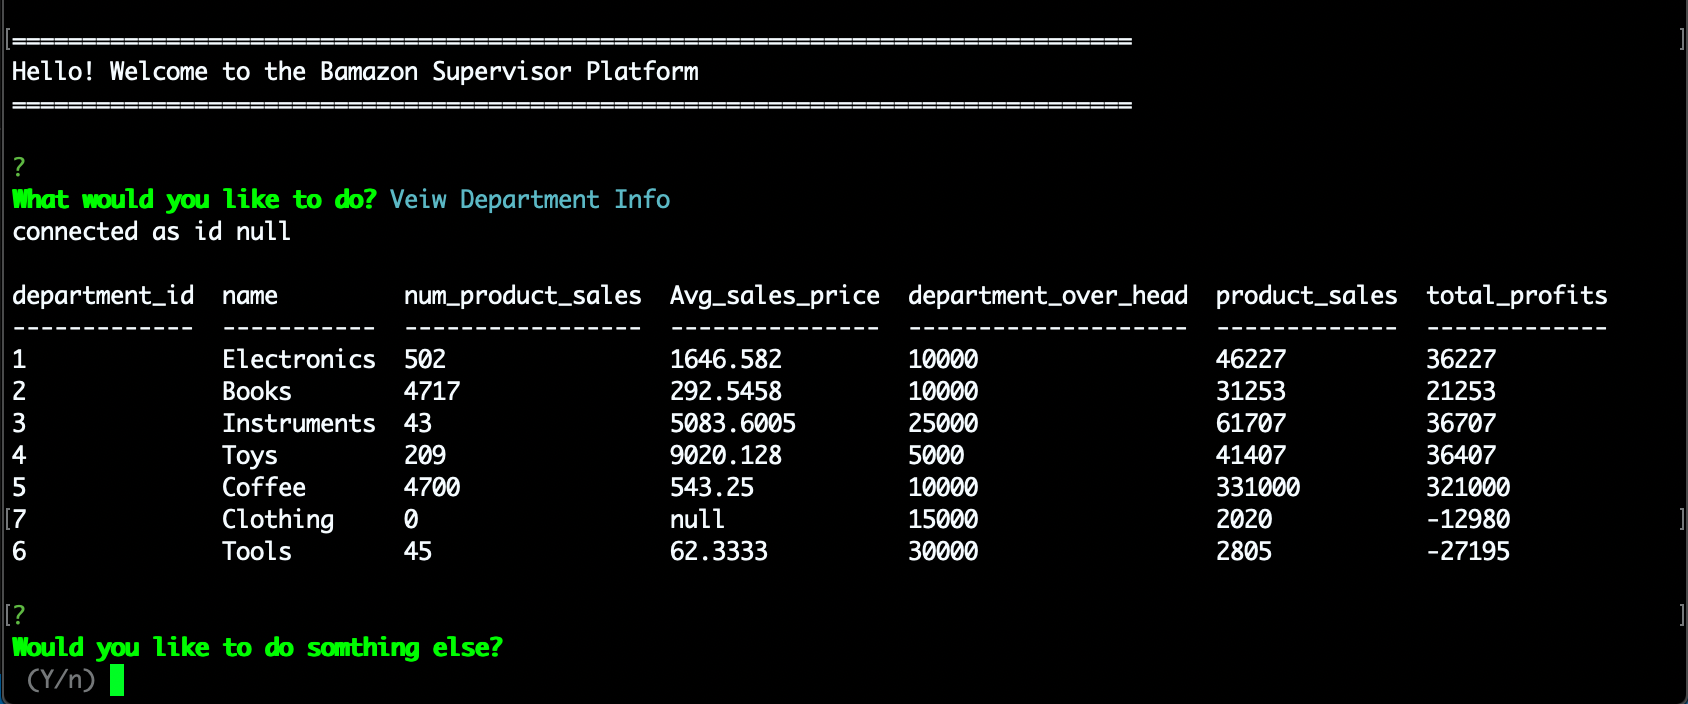 ================================================================================
Hello! Welcome to the Bamazon Supervisor Platform
================================================================================
?
What would you like to do? Veiw Department Info
connected as id null
department_id  name         num_product_sales  Avg_sales_price  department_over_head  product_sales  total_profits
-------------  -----------  -----------------  ---------------  --------------------  -------------  -------------
1              Electronics  502                1646.582         10000                 46227          36227
2              Books        4717               292.5458         10000                 31253          21253
3              Instruments  43                 5083.6005        25000                 61707          36707
4              Toys         209                9020.128         5000                  41407          36407
5              Coffee       4700               543.25           10000                 331000         321000
7              Clothing     0                  null             15000                 2020           -12980
6              Tools        45                 62.3333          30000                 2805           -27195
?
Would you like to do somthing else?
(Y/n)